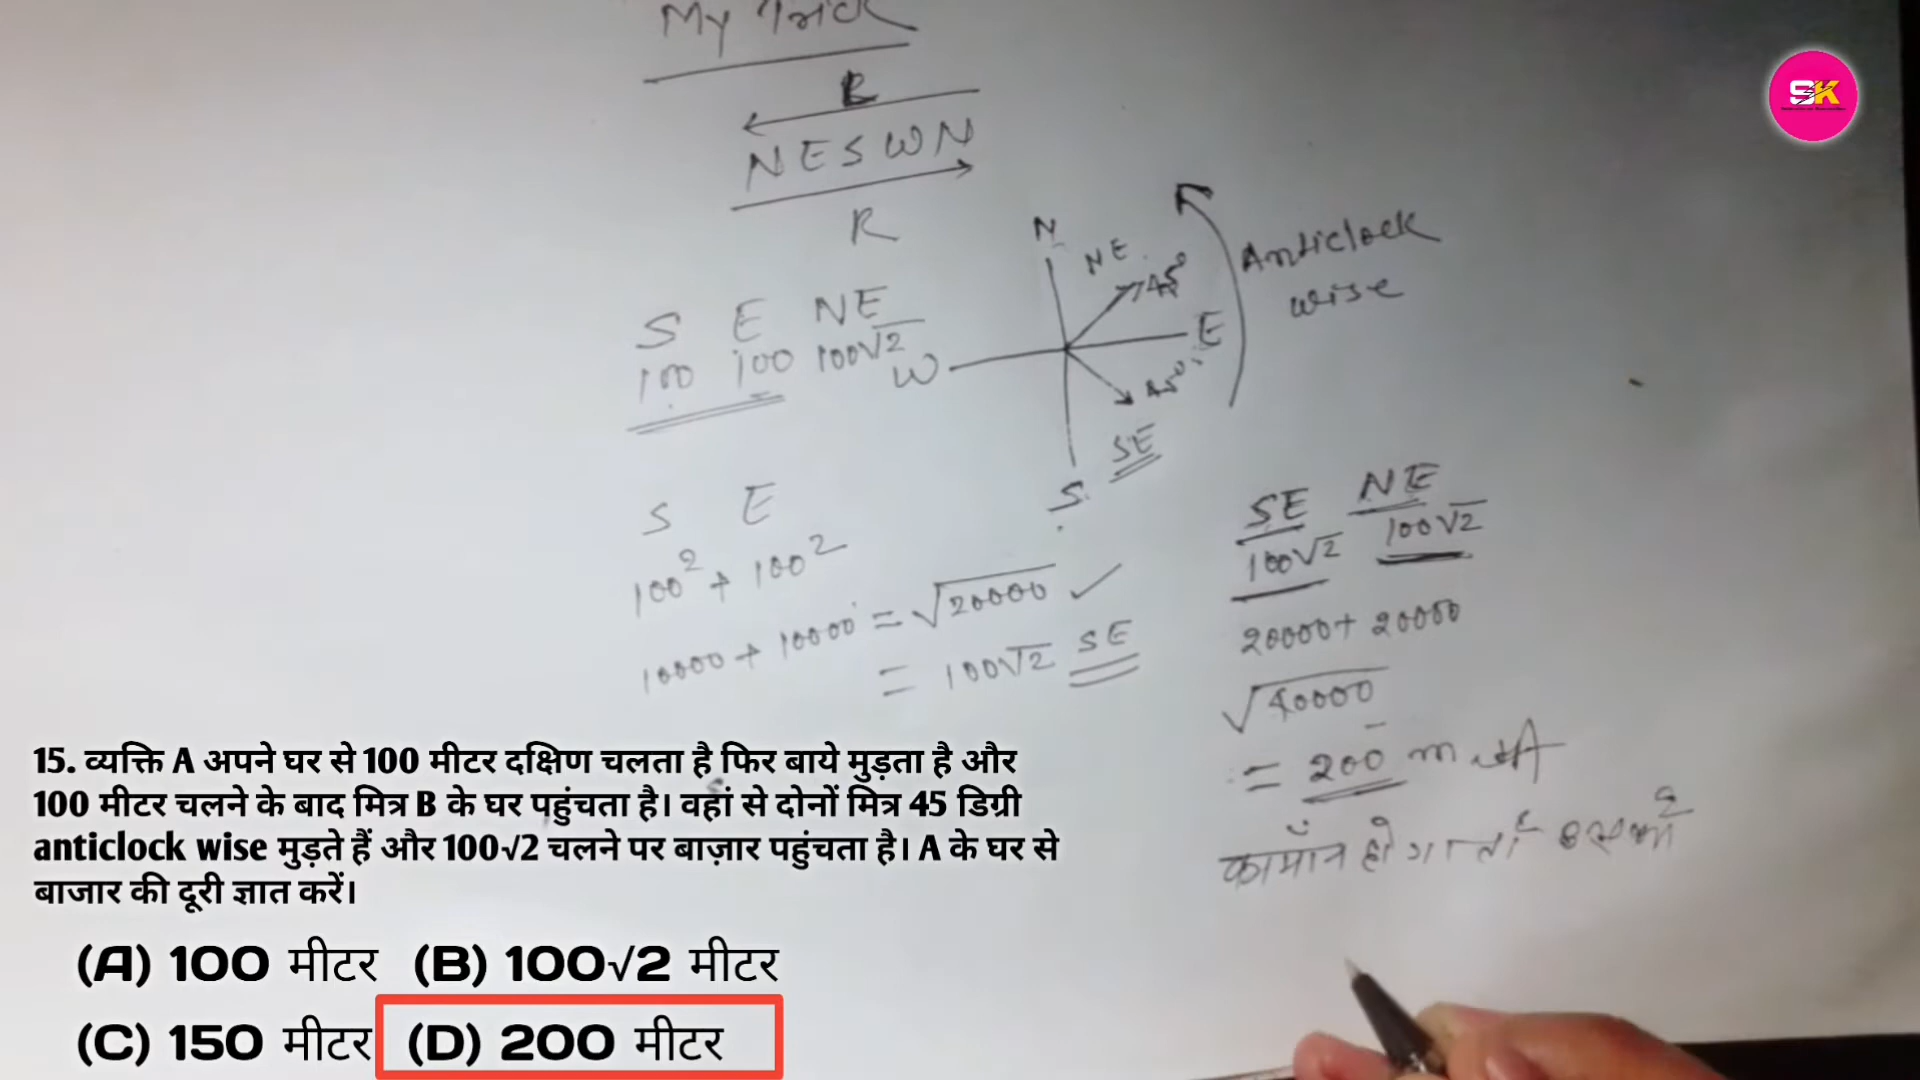 My Trick
L
NESWN
R
S E NE
100 100 100√2
N
NE
45°
E
W
45°
SE
S
Anticlock
wise
S E
100² + 100²
10000 + 10000 = √20000 ✓
= 100√2 SE
SE NE
100√2 100√2
20000 + 20000
√40000
= 200 m
SK
15. व्यक्ति A अपने घर से 100 मीटर दक्षिण चलता है फिर बाये मुड़ता है और
100 मीटर चलने के बाद मित्र B के घर पहुंचता है। वहां से दोनों मित्र 45 डिग्री
anticlock wise मुड़ते हैं और 100√2 चलने पर बाज़ार पहुंचता है। A के घर से
बाजार की दूरी ज्ञात करें।
(A) 100 मीटर (B) 100√2 मीटर
(C) 150 मीटर (D) 200 मीटर